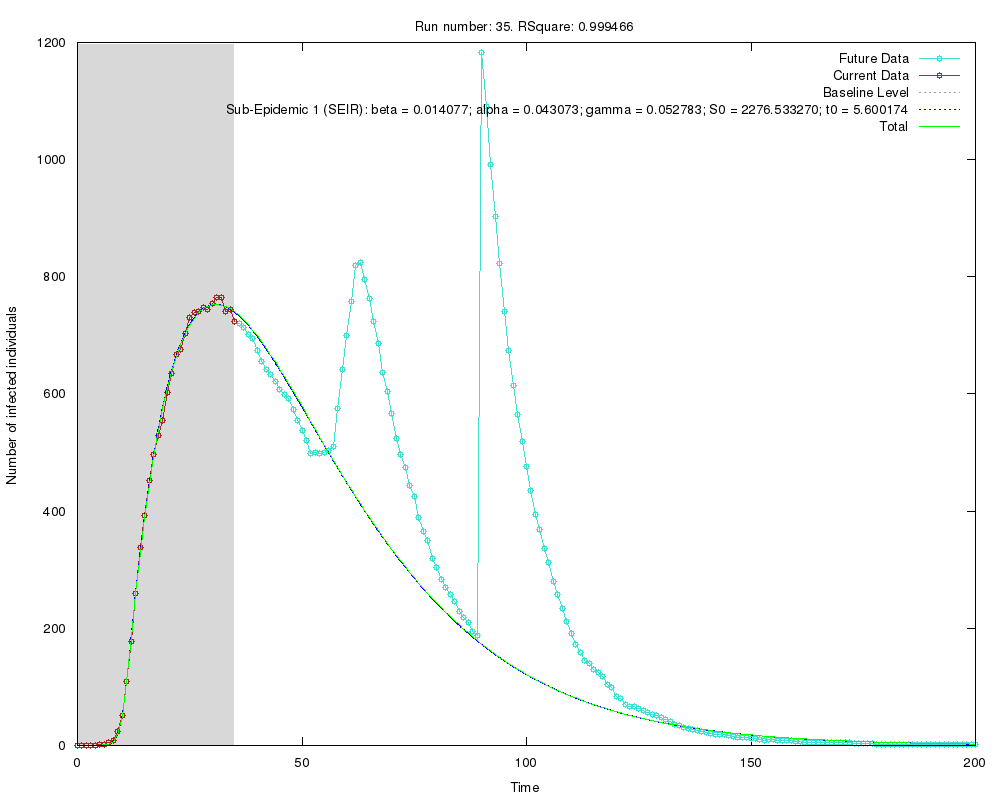 Run number: 35. RSquare: 0.999466
Future Data
Current Data
Baseline Level
Sub-Epidemic 1 (SEIR): beta = 0.014077; alpha = 0.043073; gamma = 0.052783; S0 = 2276.533270; t0 = 5.600174
Total
1200
1000
800
600
400
200
0
Number of infected individuals
0 50 100 150 200
Time